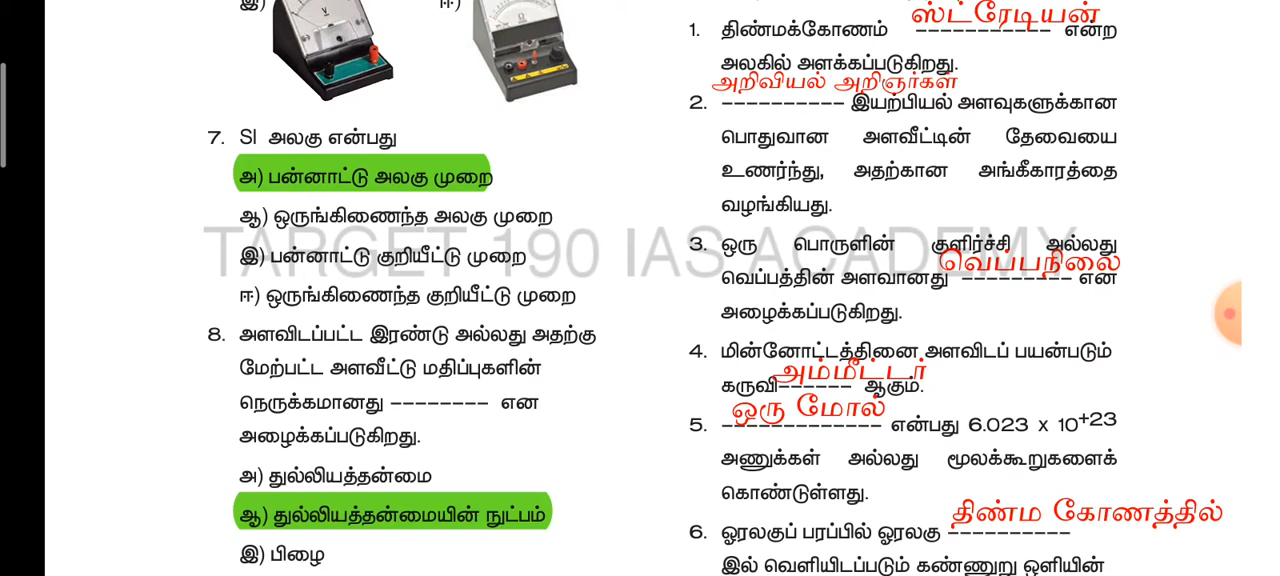 இ)
ஈ)
V
Ω
7. SI அலகு என்பது
அ) பன்னாட்டு அலகு முறை
ஆ) ஒருங்கிணைந்த அலகு முறை
இ) பன்னாட்டு குறியீட்டு முறை
ஈ) ஒருங்கிணைந்த குறியீட்டு முறை
8. அளவிடப்பட்ட இரண்டு அல்லது அதற்கு
மேற்பட்ட அளவீட்டு மதிப்புகளின்
நெருக்கமானது -------- என
அழைக்கப்படுகிறது.
அ) துல்லியத்தன்மை
ஆ) துல்லியத்தன்மையின் நுட்பம்
இ) பிழை
ஸ்ட்ரேடியன்
1. திண்மக்கோணம் ----------- என்ற
அலகில் அளக்கப்படுகிறது.
அறிவியல் அறிஞர்கள்
2. ---------- இயற்பியல் அளவுகளுக்கான
பொதுவான அளவீட்டின் தேவையை
உணர்ந்து, அதற்கான அங்கீகாரத்தை
வழங்கியது.
3. ஒரு பொருளின் குளிர்ச்சி அல்லது
வெப்பநிலை
வெப்பத்தின் அளவானது --------- என
அழைக்கப்படுகிறது.
4. மின்னோட்டத்தினை அளவிடப் பயன்படும்
அம்மீட்டர்
கருவி------ ஆகும்.
ஒரு மோல்
5. ------------- என்பது 6.023 x 10+23
அணுக்கள் அல்லது மூலக்கூறுகளைக்
கொண்டுள்ளது.
திண்ம கோணத்தில்
6. ஓரலகுப் பரப்பில் ஓரலகு ----------
இல் வெளியிடப்படும் கண்ணுறு ஒளியின்
TARGET 190 IAS ACADEMY